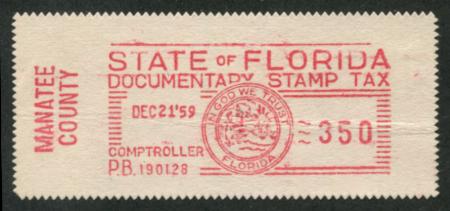 MANATEE
COUNTY
STATE OF FLORIDA
DOCUMENTARY STAMP TAX
DEC21'59
IN GOD WE TRUST
FLORIDA
350
COMPTROLLER
P.B. 190128